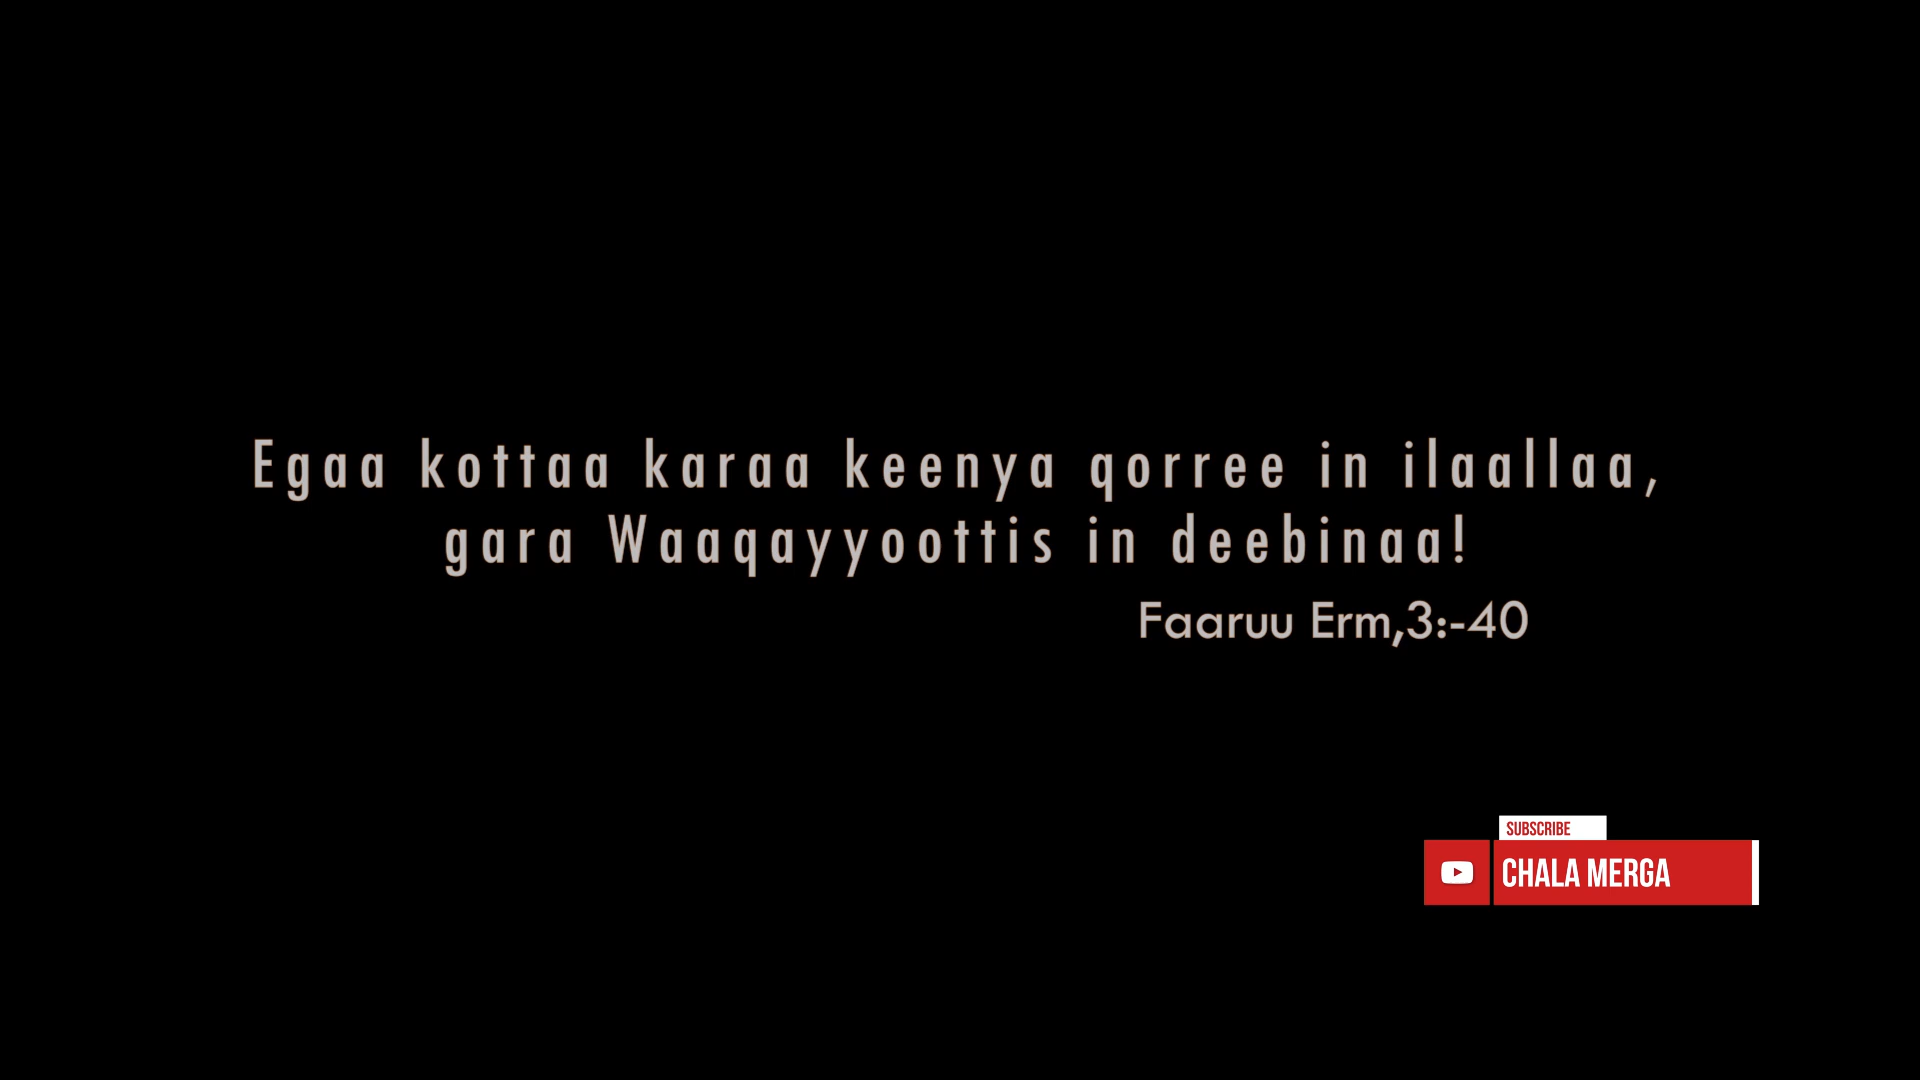 Egaa kottaa karaa keenya qorree in ilaallaa,
gara Waaqayyoottis in deebinaa!
Faaruu Erm,3:-40
SUBSCRIBE
CHALA MERGA